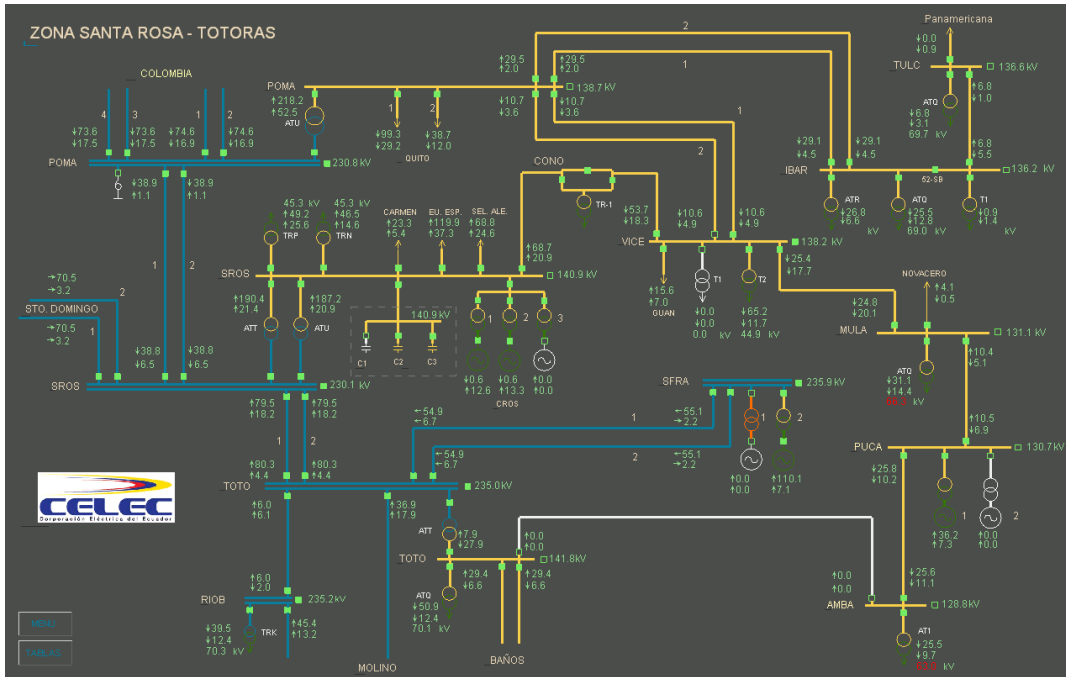 ZONA SANTA ROSA - TOTORAS
Panamericana
↓0.0
↓0.9
TULC
136.6 kV
↑6.8
↓1.0
ATQ
↓6.8
↓3.1
69.7 kV
2
1
COLOMBIA
4
3
1
2
↓73.6
↓17.5
↓73.6
↓17.5
↓74.6
↓16.9
↓74.6
↓16.9
POMA
↑218.2
↑52.5
ATU
1
2
↓99.3
↓29.2
↓38.7
↓12.0
QUITO
↑29.5
↑2.0
↑29.5
↑2.0
138.7 kV
↓10.7
↓3.6
↓10.7
↓3.6
1
2
POMA
230.8 kV
↓38.9
↑1.1
↓38.9
↑1.1
↓29.1
↓4.5
↓29.1
↓4.5
↑6.8
↓5.5
IBAR
52-SB
136.2 kV
ATR
↓26.8
↓6.6
kV
ATQ
↓25.5
↓12.8
69.0 kV
T1
↓0.9
↓1.4
kV
CONO
TR-1
45.3 kV
↑49.2
↑25.6
TRP
45.3 kV
↑46.5
↑14.6
TRN
CARMEN
↑23.3
↑5.4
EU. ESP.
↑119.9
↑37.3
SEL. ALE.
↑68.8
↑24.6
↑68.7
↑20.9
SROS
140.9 kV
↓53.7
↓18.3
↑10.6
↓4.9
↑10.6
↓4.9
VICE
138.2 kV
↓25.4
↓17.7
↑15.6
↑7.0
GUAN
T1
↓0.0
↓0.0
0.0 kV
T2
↓65.2
↓11.7
44.9 kV
1
2
→70.5
→3.2
STO. DOMINGO
→70.5
→3.2
2
1
↑190.4
↑21.4
ATT
↑187.2
↑20.9
ATU
140.9 kV
C1
C2
C3
1
2
3
↓0.6
↑12.6
↓0.6
↑13.3
↑0.0
↑0.0
CROS
NOVACERO
↑4.1
↓0.5
↓24.8
↓20.1
MULA
131.1 kV
↑10.4
↓5.1
ATQ
↓31.1
↓14.4
kV
↓38.8
↓6.5
↓38.8
↓6.5
SROS
230.1 kV
↑79.5
↑18.2
↑79.5
↑18.2
1
2
↑80.3
↑4.4
↑80.3
↑4.4
SFRA
235.9 kV
←54.9
←6.7
1
←55.1
→2.2
←54.9
←6.7
2
←55.1
→2.2
1
2
↑0.0
↑0.0
↑110.1
↑7.1
↑10.5
↓6.9
PUCA
130.7 kV
↓25.8
↓10.2
1
2
↑36.2
↑7.3
↑0.0
↑0.0
CELEC
Corporación Eléctrica del Ecuador
TOTO
235.0 kV
↑6.0
↑6.1
↑36.9
↑17.9
ATT
↑7.9
↓27.9
↑0.0
↑0.0
TOTO
141.8 kV
↑29.4
↓6.6
↑29.4
↓6.6
ATQ
↓50.9
↓12.4
70.1 kV
↑6.0
↓2.0
RIOB
235.2 kV
↓39.5
↓12.4
70.3 kV
TRK
↑45.4
↑13.2
MOLINO
BAÑOS
↑0.0
↑0.0
AMBA
↓25.6
↓11.1
128.8 kV
AT1
↓25.5
↓9.7
kV
MENU
TABLAS